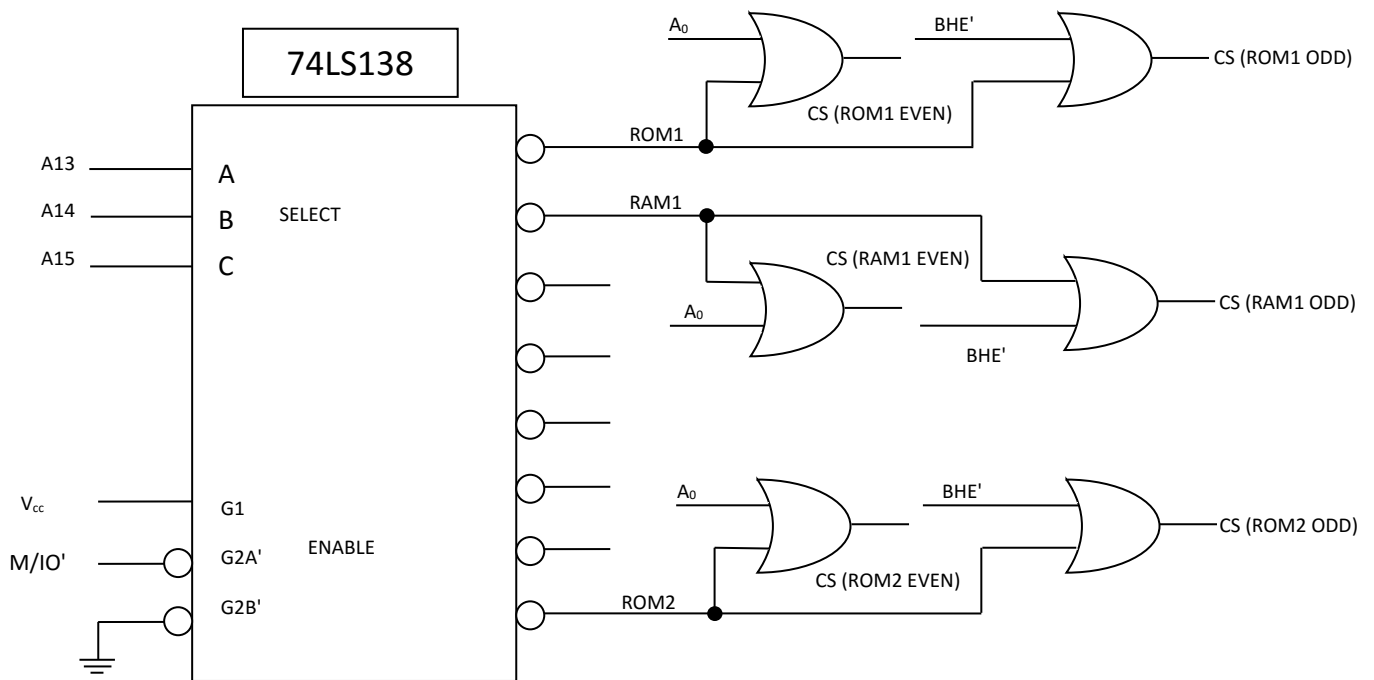 74LS138
A13
A14
A15
A
B
C
SELECT
V₍cc₎
M/IO'
G1
G2A'
G2B'
ENABLE
A₀
BHE'
CS (ROM1 ODD)
CS (ROM1 EVEN)
ROM1
RAM1
CS (RAM1 EVEN)
A₀
CS (RAM1 ODD)
BHE'
A₀
BHE'
CS (ROM2 ODD)
CS (ROM2 EVEN)
ROM2